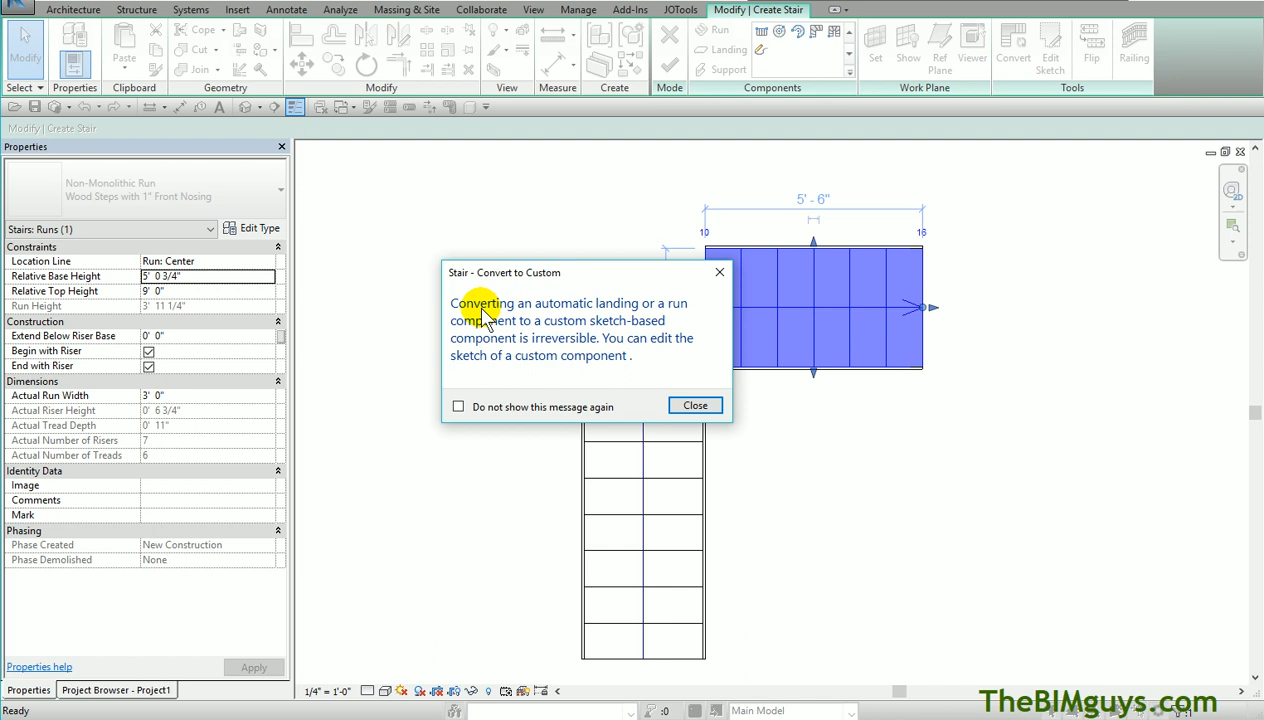 Architecture Structure Systems Insert Annotate Analyze Massing & Site Collaborate View Manage Add-Ins JOTools Modify | Create Stair
Modify
Properties
Paste
Cope
Cut
Join
Run
Landing
Support
Set
Show
Ref
Plane
Viewer
Convert
Edit
Sketch
Flip
Railing
Select Properties Clipboard Geometry Modify View Measure Create Mode Components Work Plane Tools
Modify | Create Stair
Properties
Non-Monolithic Run
Wood Steps with 1" Front Nosing
Stairs: Runs (1) Edit Type
Constraints
Location Line Run: Center
Relative Base Height 5' 0 3/4"
Relative Top Height 9' 0"
Run Height 3' 11 1/4"
Construction
Extend Below Riser Base 0' 0"
Begin with Riser
End with Riser
Dimensions
Actual Run Width 3' 0"
Actual Riser Height 0' 6 3/4"
Actual Tread Depth 0' 11"
Actual Number of Risers 7
Actual Number of Treads 6
Identity Data
Image
Comments
Mark
Phasing
Phase Created New Construction
Phase Demolished None
Properties help Apply
Properties Project Browser - Project1
5' - 6"
10 16
Stair - Convert to Custom
Converting an automatic landing or a run
component to a custom sketch-based
component is irreversible. You can edit the
sketch of a custom component .
Do not show this message again Close
2D
1/4" = 1'-0"
Ready :0 Main Model
TheBIMguys.com